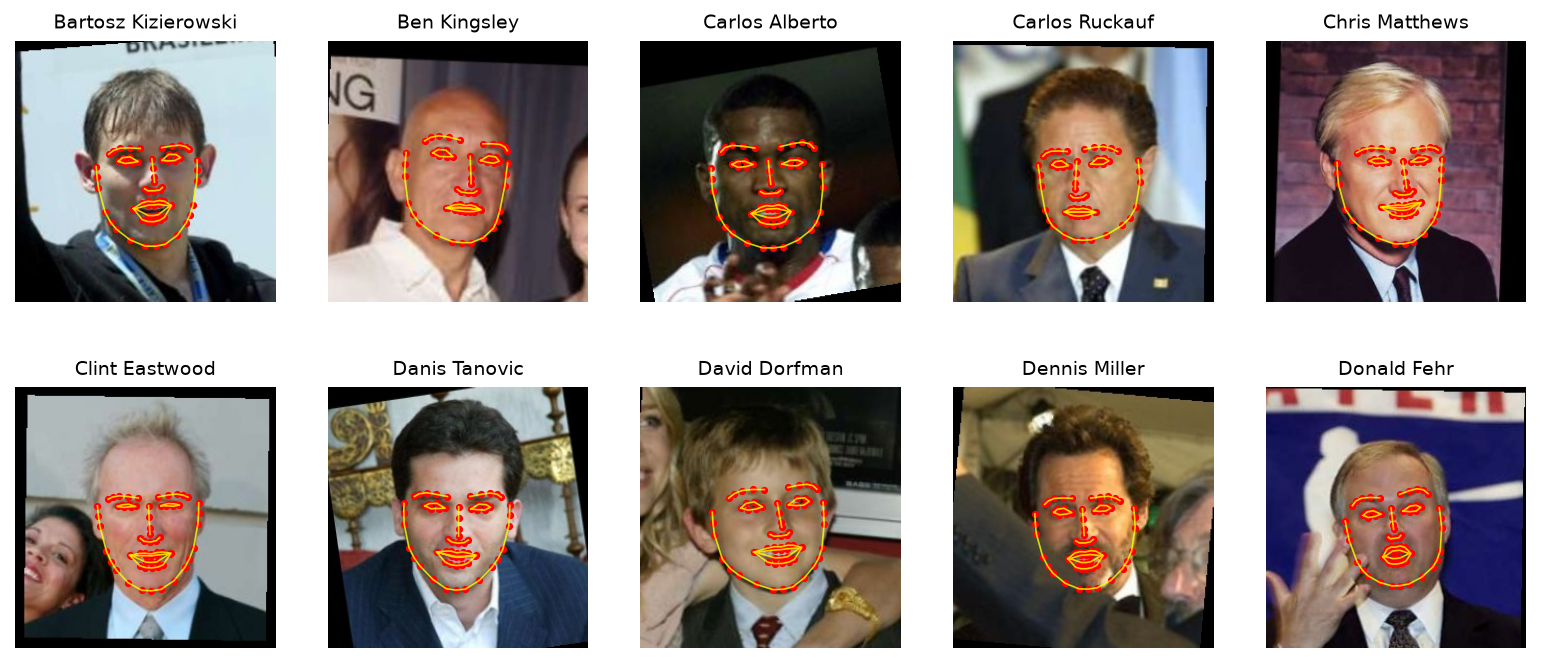 Bartosz Kizierowski
Ben Kingsley
Carlos Alberto
Carlos Ruckauf
Chris Matthews
NG
Clint Eastwood
Danis Tanovic
David Dorfman
Dennis Miller
Donald Fehr